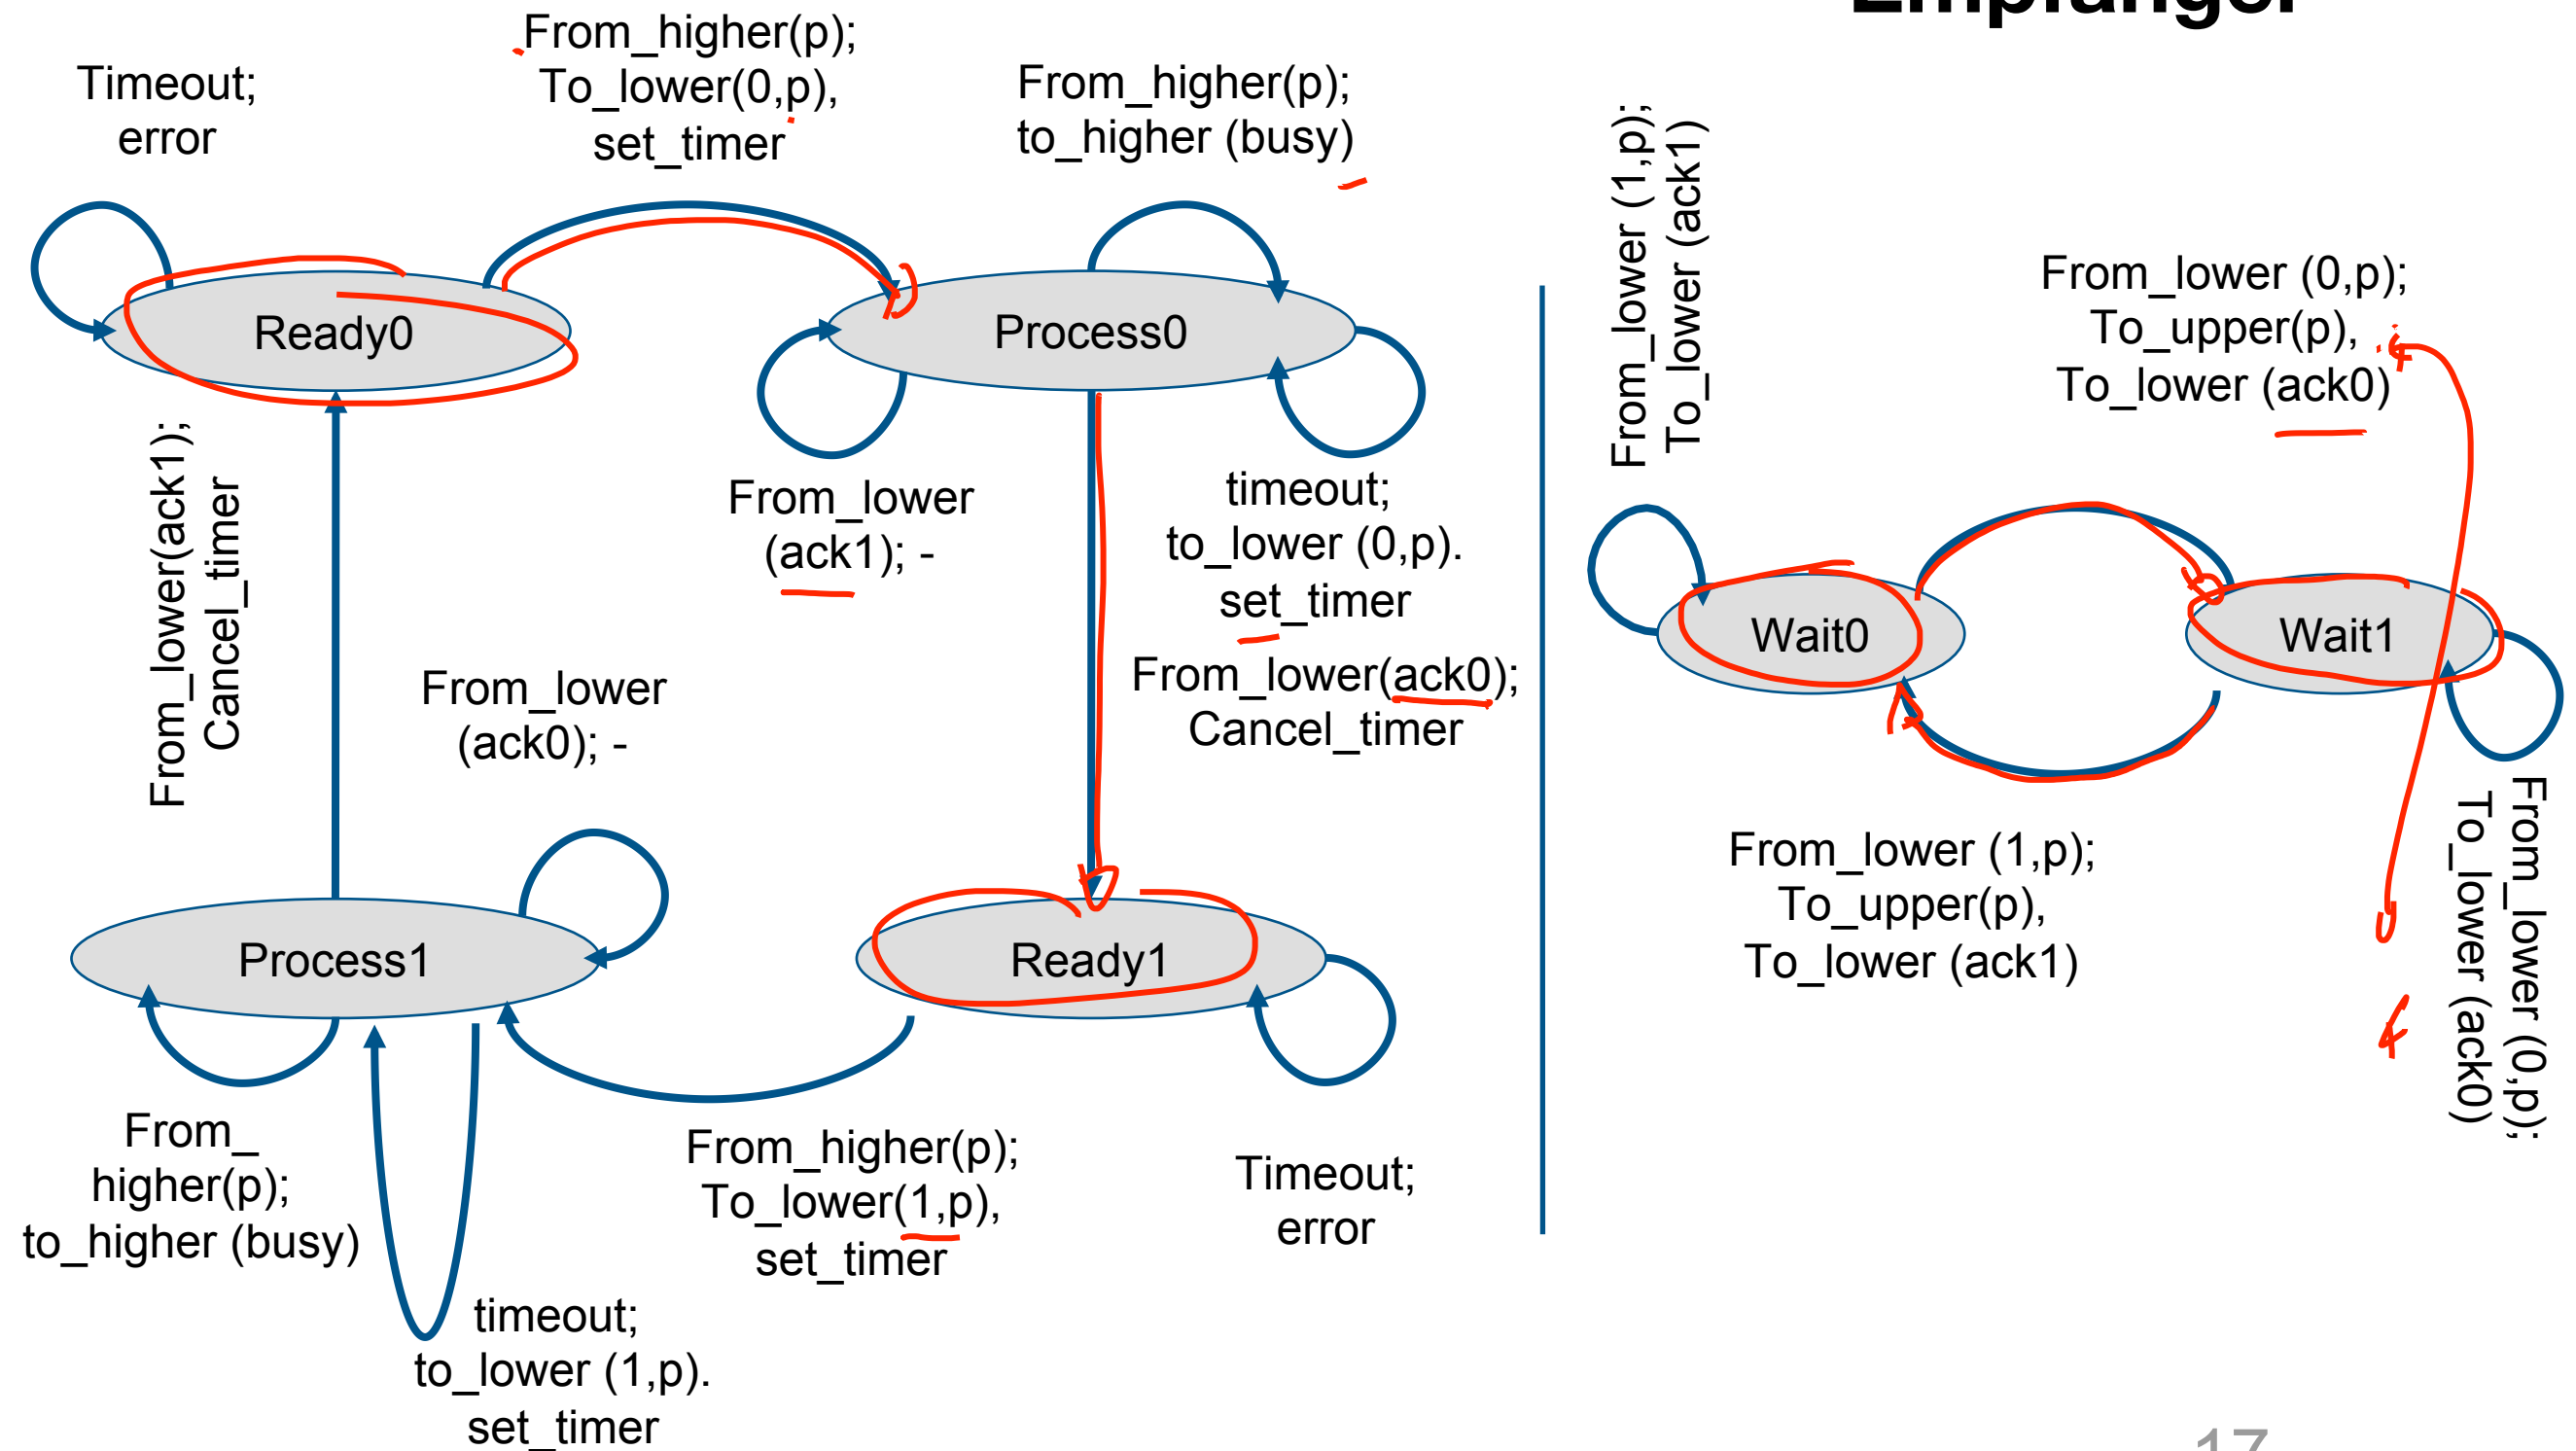 Empfänger
From_higher(p);
To_lower(0,p),
set_timer
Timeout;
error
From_higher(p);
to_higher (busy)
Ready0
Process0
From_lower
(ack1); -
timeout;
to_lower (0,p).
set_timer
From_lower(ack0);
Cancel_timer
From_lower(ack1);
Cancel_timer
From_lower
(ack0); -
Process1
Ready1
From_
higher(p);
to_higher (busy)
From_higher(p);
To_lower(1,p),
set_timer
Timeout;
error
timeout;
to_lower (1,p).
set_timer
From_lower (1,p);
To_lower (ack1)
From_lower (0,p);
To_upper(p),
To_lower (ack0)
Wait0
Wait1
From_lower (1,p);
To_upper(p),
To_lower (ack1)
From_lower (0,p);
To_lower (ack0)
17